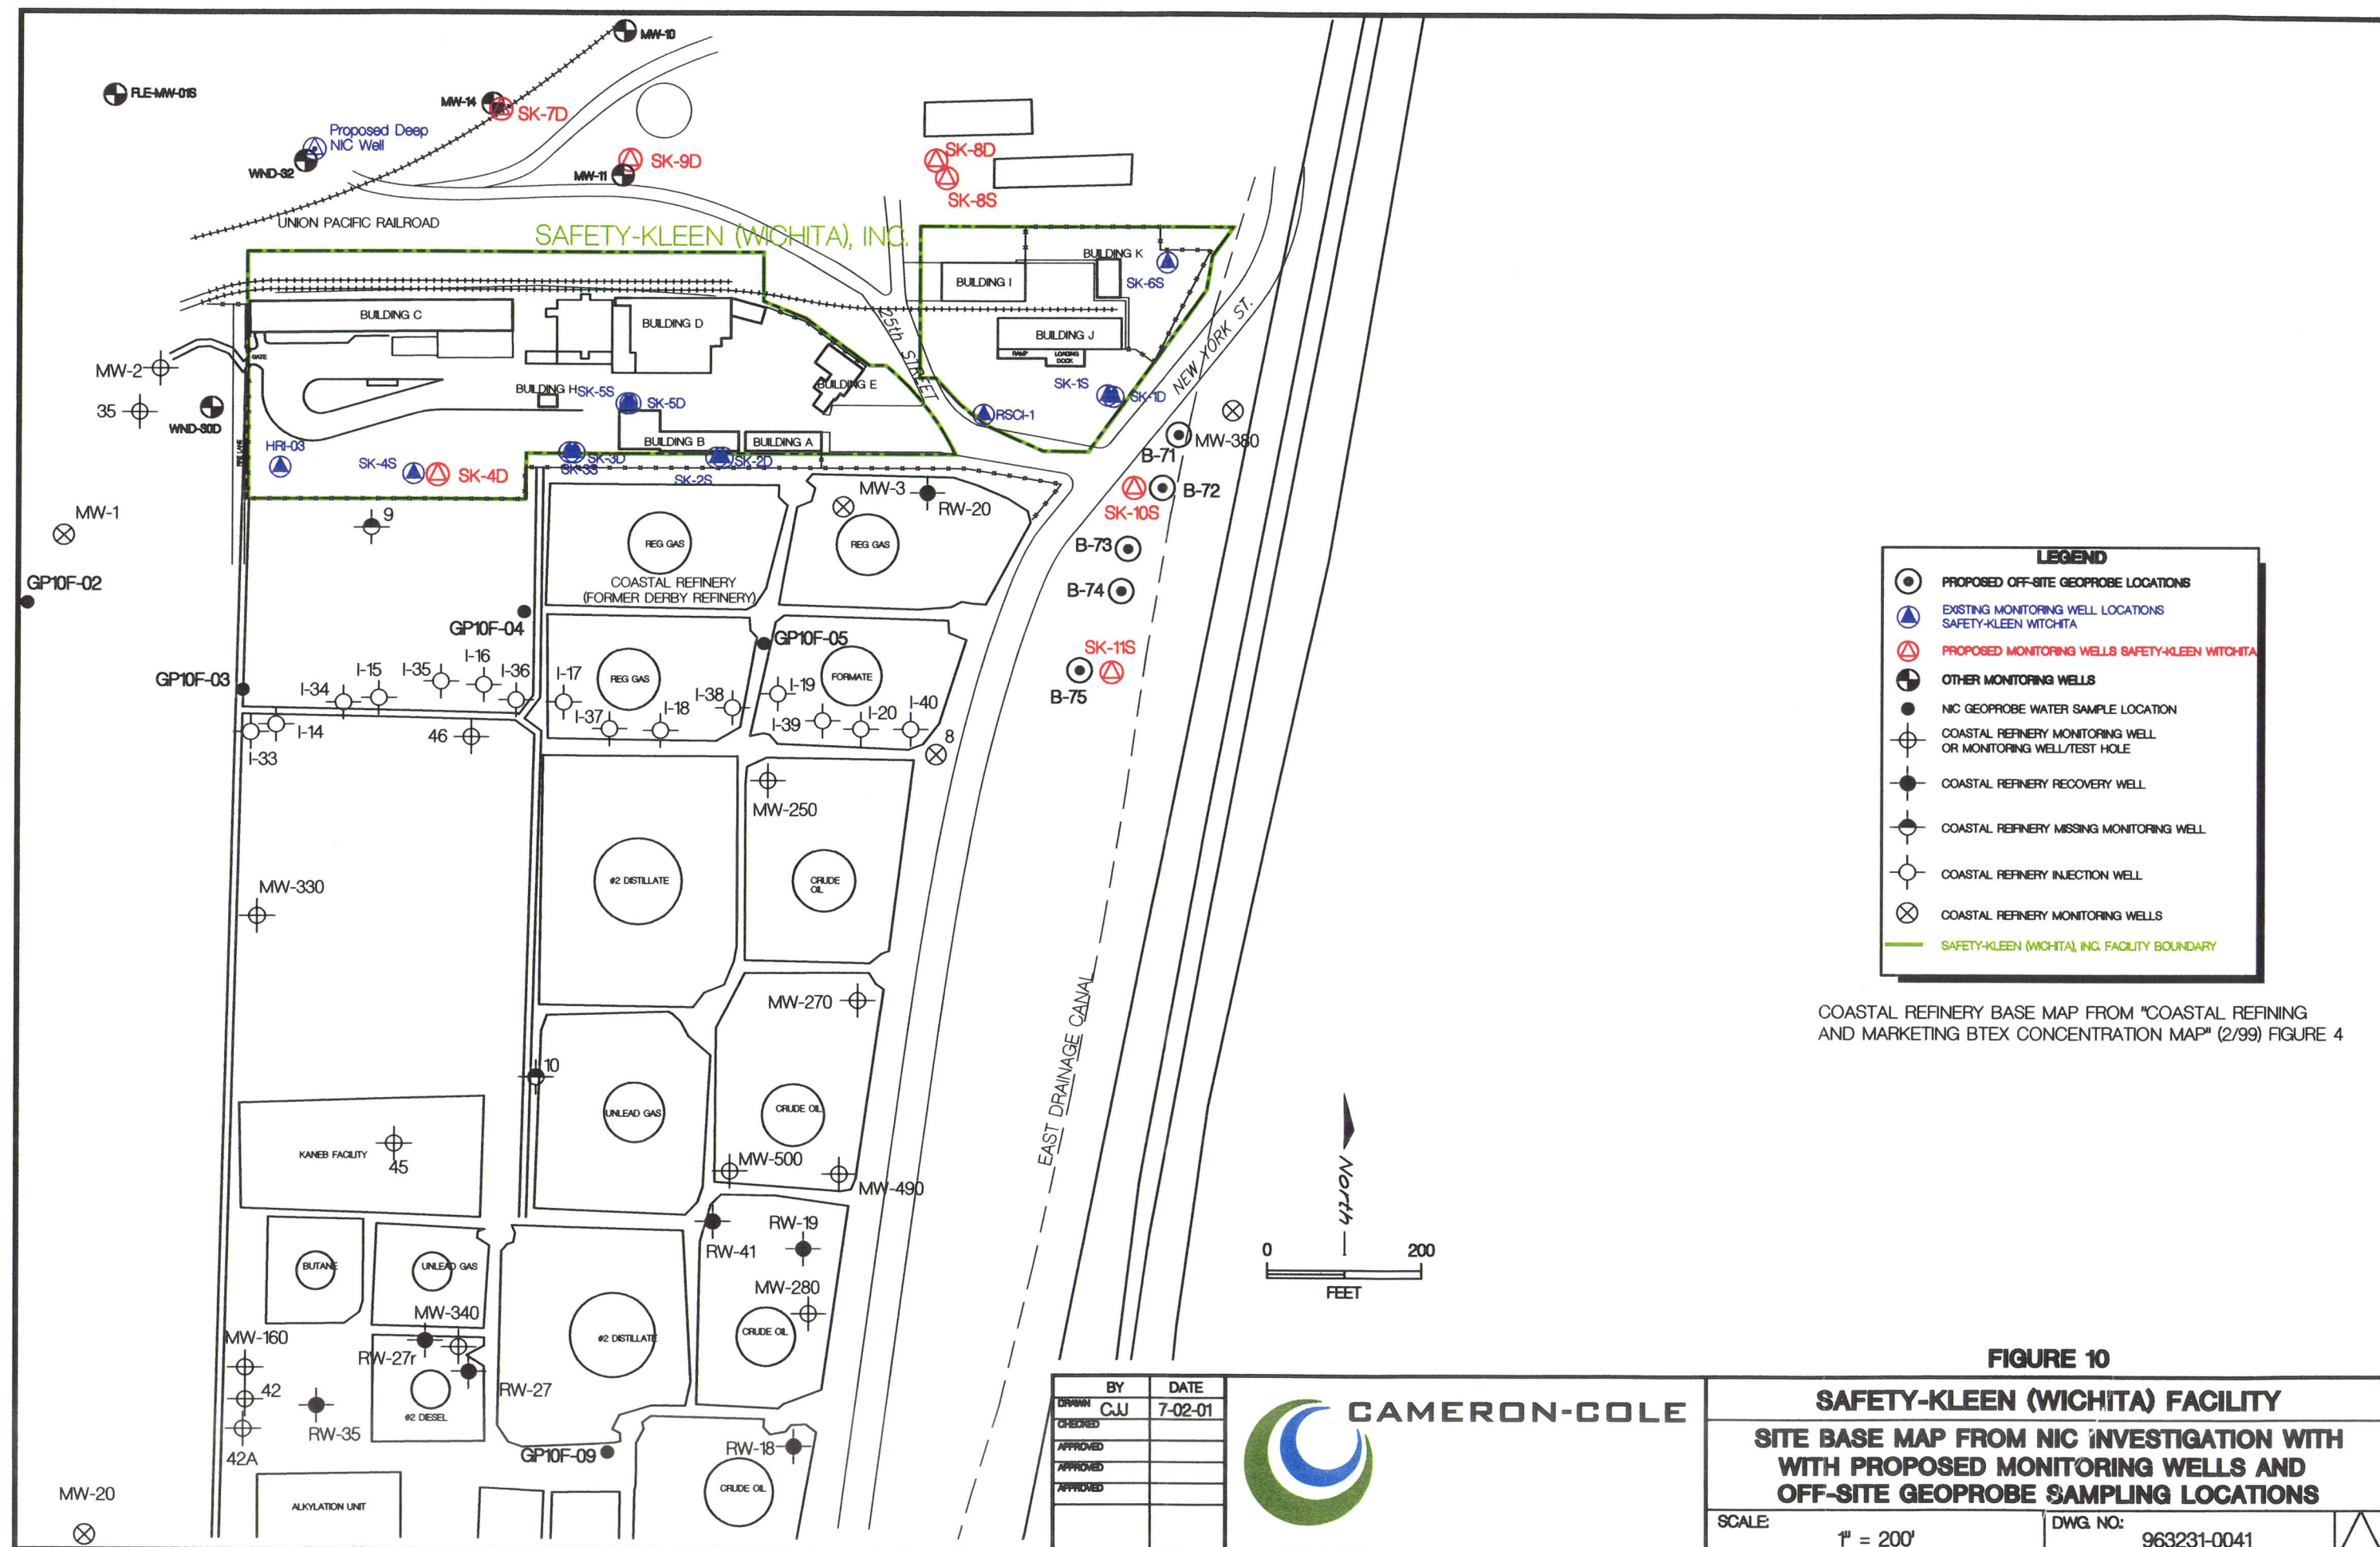 MW-10
FLE-MW-01S
MW-14
SK-7D
Proposed Deep
NIC Well
WND-32
MW-11
SK-9D
SK-8D
SK-8S
UNION PACIFIC RAILROAD
SAFETY-KLEEN (WICHITA), INC.
BUILDING K
BUILDING I
SK-6S
BUILDING C
BUILDING D
25th STREET
BUILDING J
RAMP
LOADING
DOCK
NEW YORK ST.
GATE
MW-2
35
WND-30D
BUILDING H
SK-5S
SK-5D
BUILDING E
SK-1S
SK-1D
RSCI-1
MW-380
B-71
BUILDING B
BUILDING A
FIRE LANE
HRI-03
SK-4S
SK-4D
SK-3D
SK-3S
SK-2D
SK-2S
B-72
SK-10S
MW-3
RW-20
MW-1
9
REG GAS
REG GAS
B-73
GP10F-02
COASTAL REFINERY
(FORMER DERBY REFINERY)
B-74
GP10F-04
GP10F-05
SK-11S
B-75
GP10F-03
I-34
I-15
I-35
I-16
I-36
I-17
REG GAS
I-38
I-19
FORMATE
I-37
I-18
I-39
I-20
I-40
I-33
I-14
46
8
MW-250
MW-330
#2 DISTILLATE
CRUDE
OIL
MW-270
EAST DRAINAGE CANAL
10
UNLEAD GAS
CRUDE OIL
KANEB FACILITY
45
MW-500
MW-490
RW-41
RW-19
BUTANE
UNLEAD GAS
MW-280
MW-340
MW-160
RW-27r
#2 DISTILLATE
CRUDE OIL
42
RW-27
#2 DIESEL
RW-35
42A
GP10F-09
RW-18
MW-20
ALKYLATION UNIT
CRUDE OIL
LEGEND
PROPOSED OFF-SITE GEOPROBE LOCATIONS
EXISTING MONITORING WELL LOCATIONS
SAFETY-KLEEN WITCHITA
PROPOSED MONITORING WELLS SAFETY-KLEEN WITCHITA
OTHER MONITORING WELLS
NIC GEOPROBE WATER SAMPLE LOCATION
COASTAL REFINERY MONITORING WELL
OR MONITORING WELL/TEST HOLE
COASTAL REFINERY RECOVERY WELL
COASTAL REFINERY MISSING MONITORING WELL
COASTAL REFINERY INJECTION WELL
COASTAL REFINERY MONITORING WELLS
SAFETY-KLEEN (WICHITA), INC. FACILITY BOUNDARY
COASTAL REFINERY BASE MAP FROM "COASTAL REFINING
AND MARKETING BTEX CONCENTRATION MAP" (2/99) FIGURE 4
North
0 200
FEET
FIGURE 10
BY DATE
DRAWN CJJ 7-02-01
CHECKED
APPROVED
APPROVED
APPROVED
CAMERON-COLE
SAFETY-KLEEN (WICHITA) FACILITY
SITE BASE MAP FROM NIC INVESTIGATION WITH
WITH PROPOSED MONITORING WELLS AND
OFF-SITE GEOPROBE SAMPLING LOCATIONS
SCALE:
1" = 200'
DWG. NO.:
963231-0041